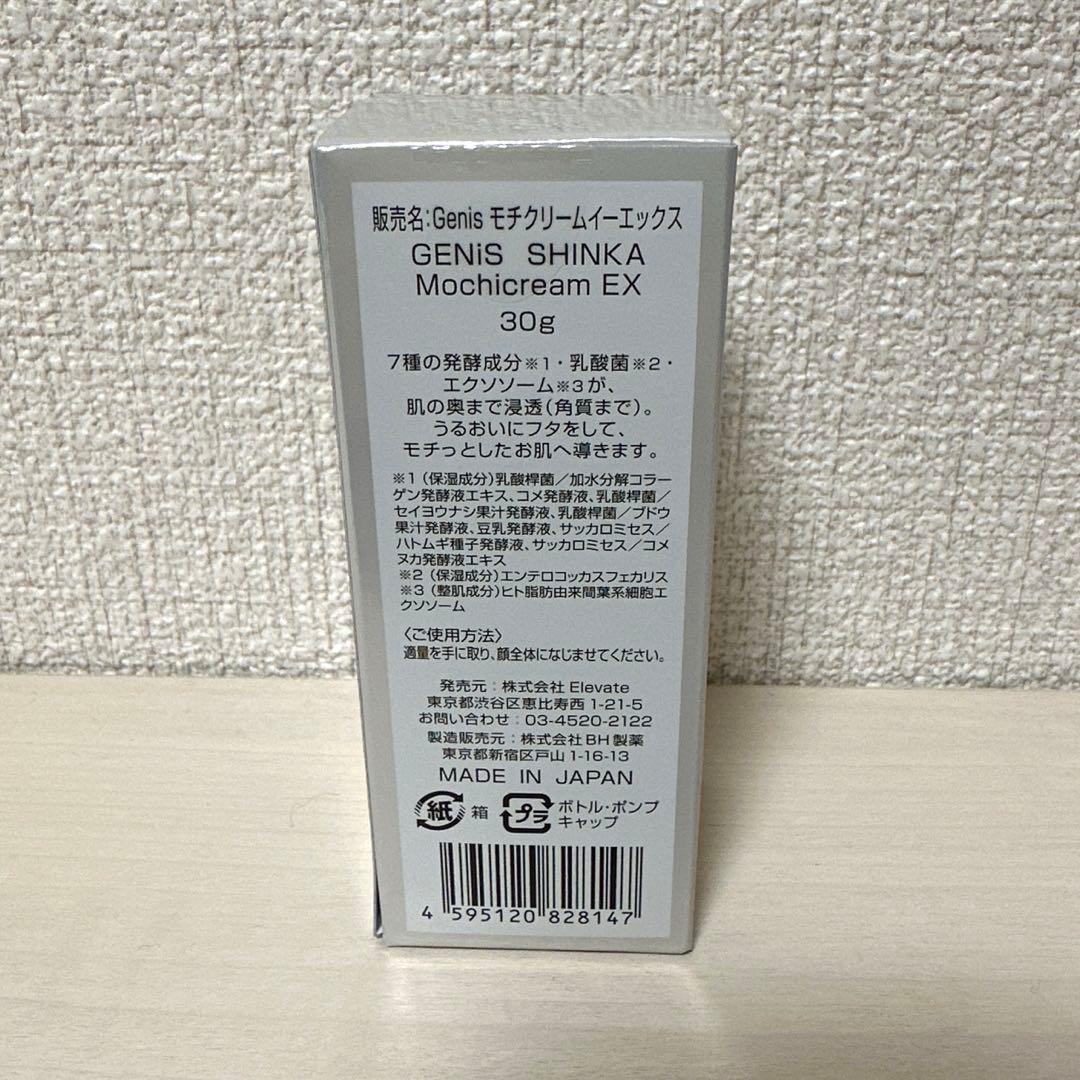 販売名:Genis モチクリームイーエックス
GENiS SHINKA
Mochicream EX
30g
7種の発酵成分※1・乳酸菌※2・
エクソソーム※3が、
肌の奥まで浸透(角質まで)。
うるおいにフタをして、
モチっとしたお肌へ導きます。
※1(保湿成分)乳酸桿菌/加水分解コラー
ゲン発酵液エキス、コメ発酵液、乳酸桿菌/
セイヨウナシ果汁発酵液、乳酸桿菌/ブドウ
果汁発酵液、豆乳発酵液、サッカロミセス/
ハトムギ種子発酵液、サッカロミセス/コメ
ヌカ発酵液エキス
※2(保湿成分)エンテロコッカスフェカリス
※3(整肌成分)ヒト脂肪由来間葉系細胞エ
クソソーム
〈ご使用方法〉
適量を手に取り、顔全体になじませてください。
発売元:株式会社Elevate
東京都渋谷区恵比寿西1-21-5
お問い合わせ:03-4520-2122
製造販売元:株式会社BH製薬
東京都新宿区戸山1-16-13
MADE IN JAPAN
紙 箱 プラ ボトル・ポンプ
キャップ
4 595120 828147